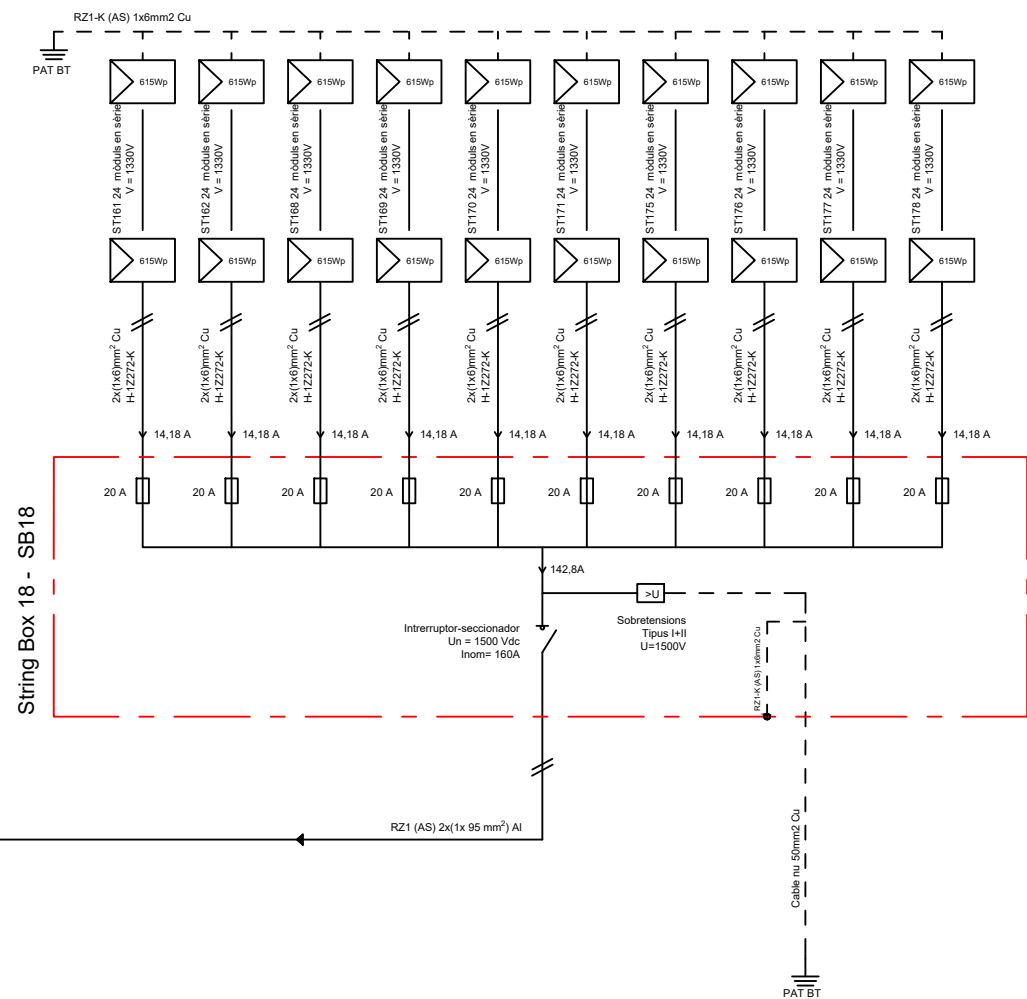 RZ1-K (AS) 1x6mm2 Cu
PAT BT
615Wp
615Wp
615Wp
615Wp
615Wp
615Wp
615Wp
615Wp
615Wp
615Wp
ST161 24 mòduls en sèrie
V = 1330V
ST162 24 mòduls en sèrie
V = 1330V
ST168 24 mòduls en sèrie
V = 1330V
ST169 24 mòduls en sèrie
V = 1330V
ST170 24 mòduls en sèrie
V = 1330V
ST171 24 mòduls en sèrie
V = 1330V
ST175 24 mòduls en sèrie
V = 1330V
ST176 24 mòduls en sèrie
V = 1330V
ST177 24 mòduls en sèrie
V = 1330V
ST178 24 mòduls en sèrie
V = 1330V
615Wp
615Wp
615Wp
615Wp
615Wp
615Wp
615Wp
615Wp
615Wp
615Wp
2x(1x6)mm² Cu
H-1Z272-K
2x(1x6)mm² Cu
H-1Z272-K
2x(1x6)mm² Cu
H-1Z272-K
2x(1x6)mm² Cu
H-1Z272-K
2x(1x6)mm² Cu
H-1Z272-K
2x(1x6)mm² Cu
H-1Z272-K
2x(1x6)mm² Cu
H-1Z272-K
2x(1x6)mm² Cu
H-1Z272-K
2x(1x6)mm² Cu
H-1Z272-K
2x(1x6)mm² Cu
H-1Z272-K
14,18 A
14,18 A
14,18 A
14,18 A
14,18 A
14,18 A
14,18 A
14,18 A
14,18 A
14,18 A
20 A
20 A
20 A
20 A
20 A
20 A
20 A
20 A
20 A
20 A
String Box 18 - SB18
142,8A
>U
Intrerruptor-seccionador
Un = 1500 Vdc
Inom= 160A
Sobretensions
Tipus I+II
U=1500V
RZ1-K (AS) 1x6mm2 Cu
RZ1 (AS) 2x(1x 95 mm²) Al
Cable nu 50mm2 Cu
PAT BT